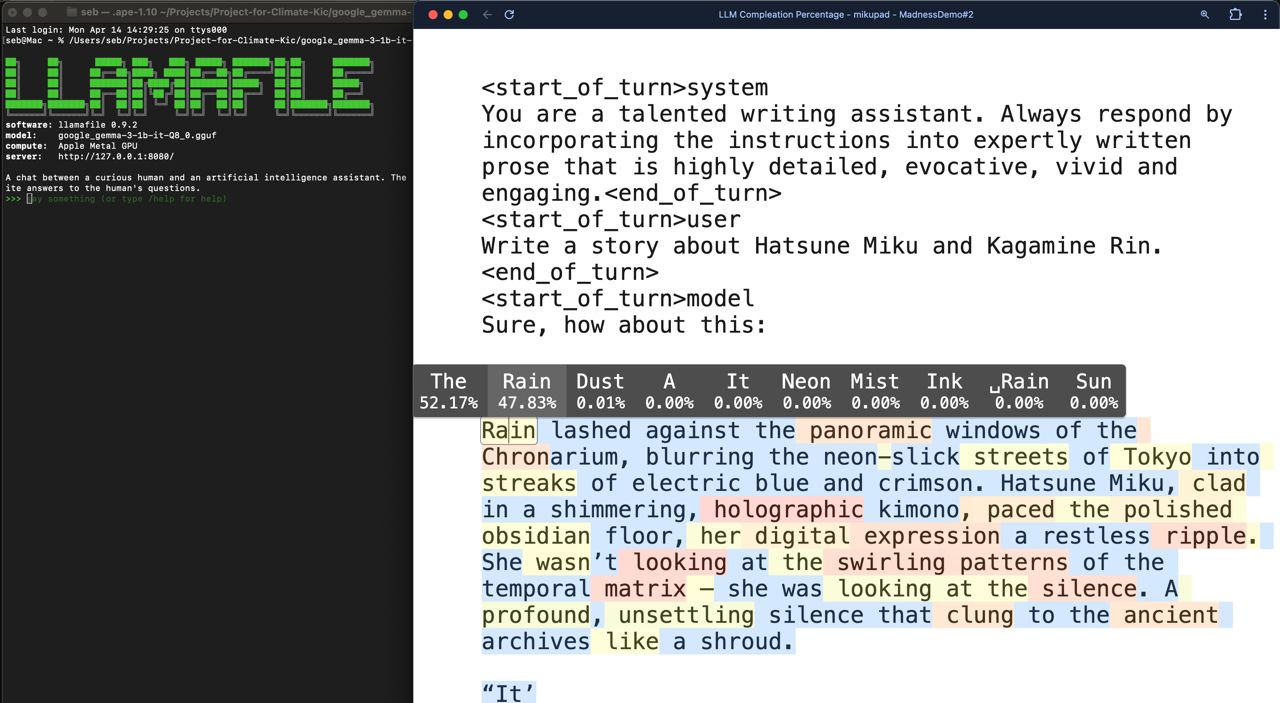 seb — .ape-1.10 ~/Projects/Project-for-Climate-Kic/google_gemma-
Last login: Mon Apr 14 14:29:25 on ttys000
[seb@Mac ~ % /Users/seb/Projects/Project-for-Climate-Kic/google_gemma-3-1b-it-
LLAMAFILE
software: llamafile 0.9.2
model: google_gemma-3-1b-it-Q8_0.gguf
compute: Apple Metal GPU
server: http://127.0.0.1:8080/
A chat between a curious human and an artificial intelligence assistant. The
ite answers to the human's questions.
>>> say something (or type /help for help)
LLM Compleation Percentage - mikupad - MadnessDemo#2
<start_of_turn>system
You are a talented writing assistant. Always respond by
incorporating the instructions into expertly written
prose that is highly detailed, evocative, vivid and
engaging.<end_of_turn>
<start_of_turn>user
Write a story about Hatsune Miku and Kagamine Rin.
<end_of_turn>
<start_of_turn>model
Sure, how about this:
The Rain Dust A It Neon Mist Ink ␣Rain Sun
52.17% 47.83% 0.01% 0.00% 0.00% 0.00% 0.00% 0.00% 0.00% 0.00%
Rain lashed against the panoramic windows of the
Chronarium, blurring the neon-slick streets of Tokyo into
streaks of electric blue and crimson. Hatsune Miku, clad
in a shimmering, holographic kimono, paced the polished
obsidian floor, her digital expression a restless ripple.
She wasn’t looking at the swirling patterns of the
temporal matrix – she was looking at the silence. A
profound, unsettling silence that clung to the ancient
archives like a shroud.
“It’